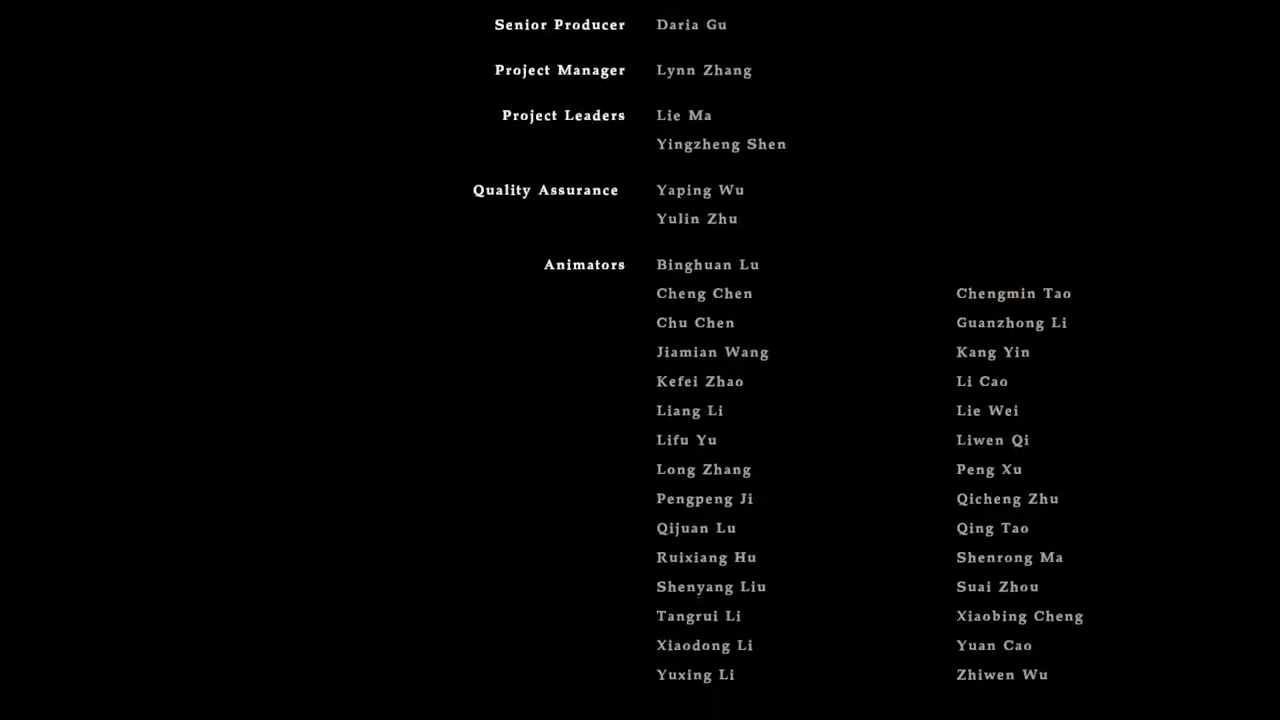 Senior Producer Daria Gu
Project Manager Lynn Zhang
Project Leaders Lie Ma
Yingzheng Shen
Quality Assurance Yaping Wu
Yulin Zhu
Animators Binghuan Lu
Cheng Chen Chengmin Tao
Chu Chen Guanzhong Li
Jiamian Wang Kang Yin
Kefei Zhao Li Cao
Liang Li Lie Wei
Lifu Yu Liwen Qi
Long Zhang Peng Xu
Pengpeng Ji Qicheng Zhu
Qijuan Lu Qing Tao
Ruixiang Hu Shenrong Ma
Shenyang Liu Suai Zhou
Tangrui Li Xiaobing Cheng
Xiaodong Li Yuan Cao
Yuxing Li Zhiwen Wu